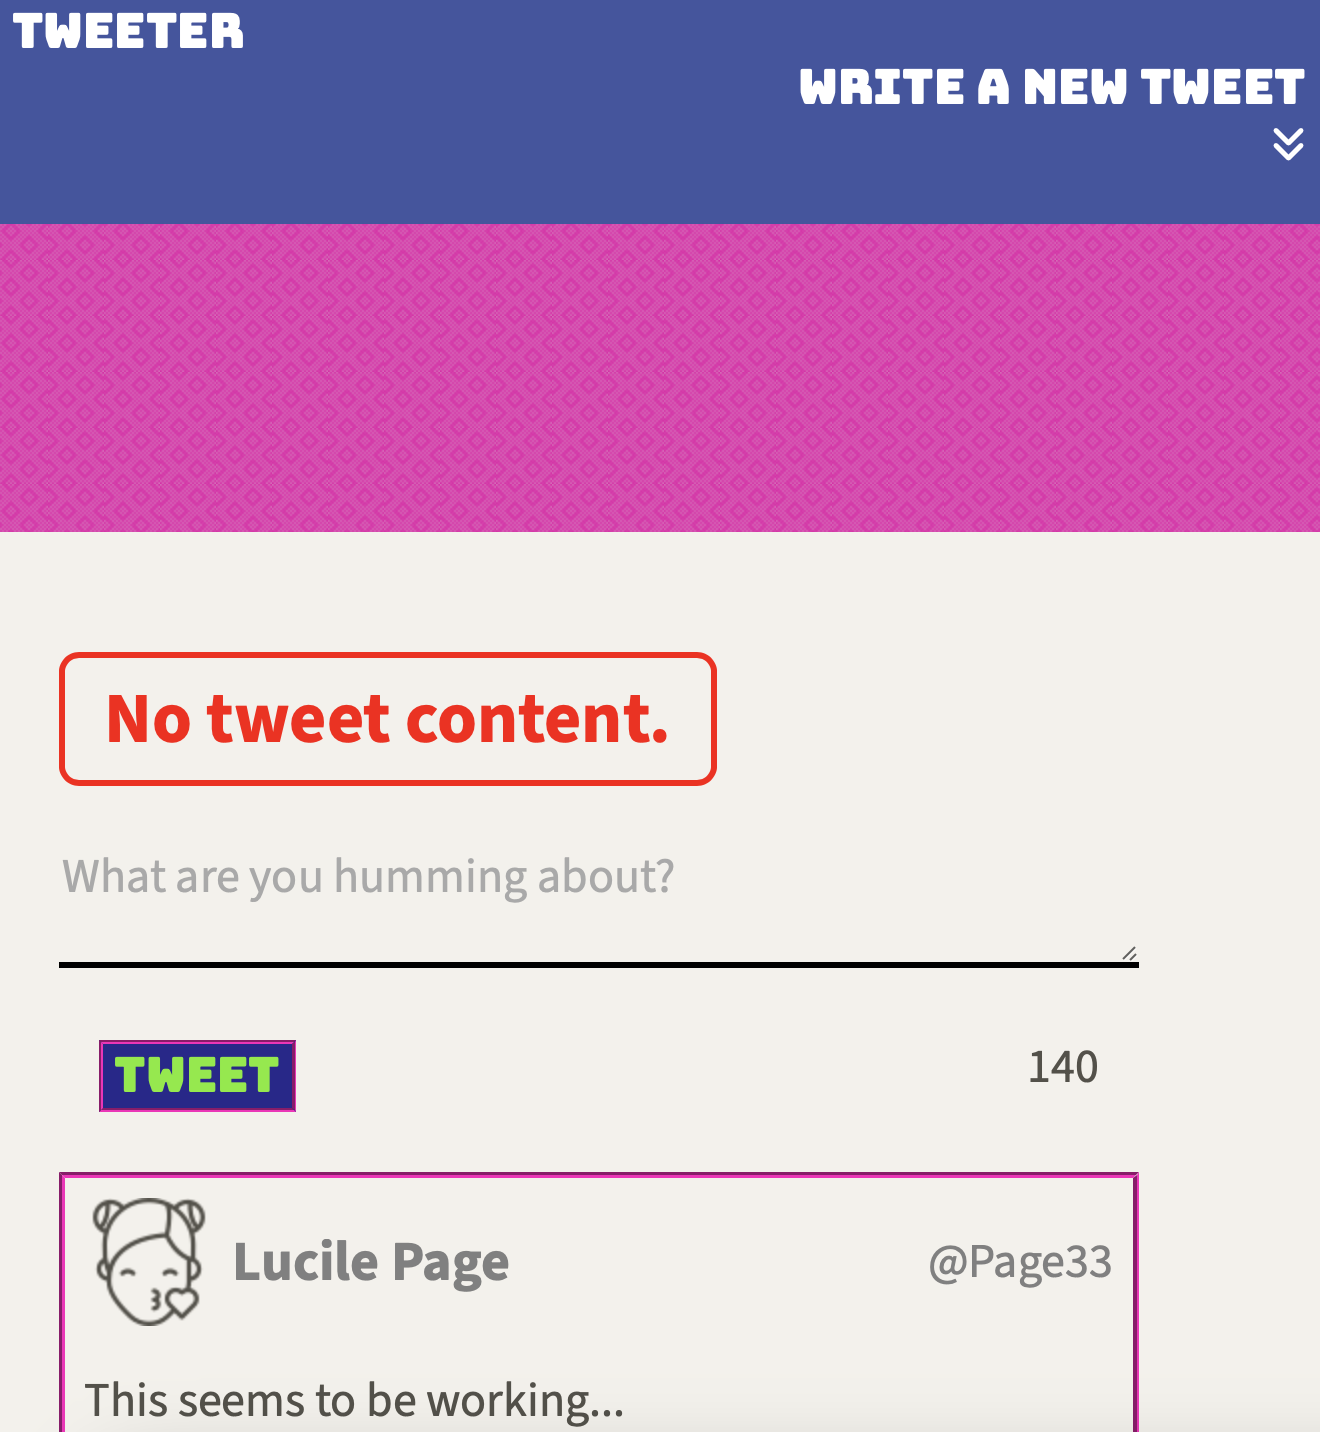 TWEETER
WRITE A NEW TWEET
No tweet content.
What are you humming about?
TWEET
140
Lucile Page
@Page33
This seems to be working...